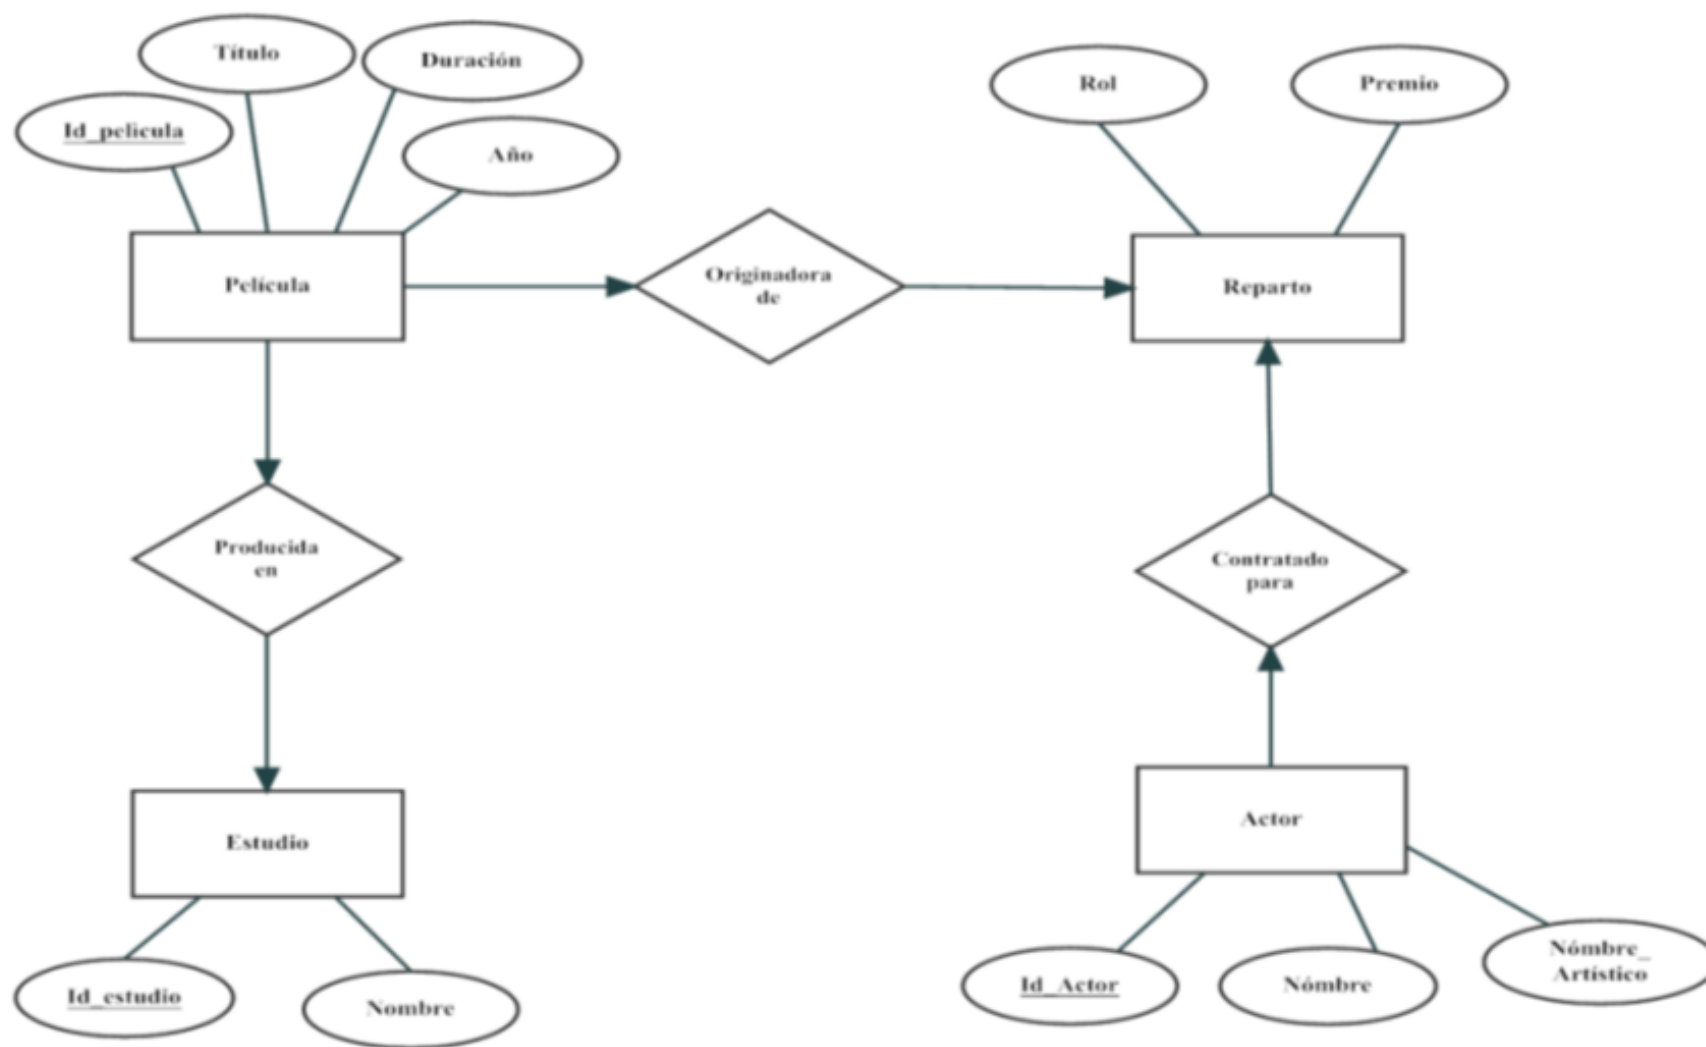 Título
Duración
Id_pelicula
Año
Rol
Premio
Película
Originadora
de
Reparto
Producida
en
Contratado
para
Estudio
Actor
Id_estudio
Nombre
Id_Actor
Nómbre
Nómbre_
Artístico